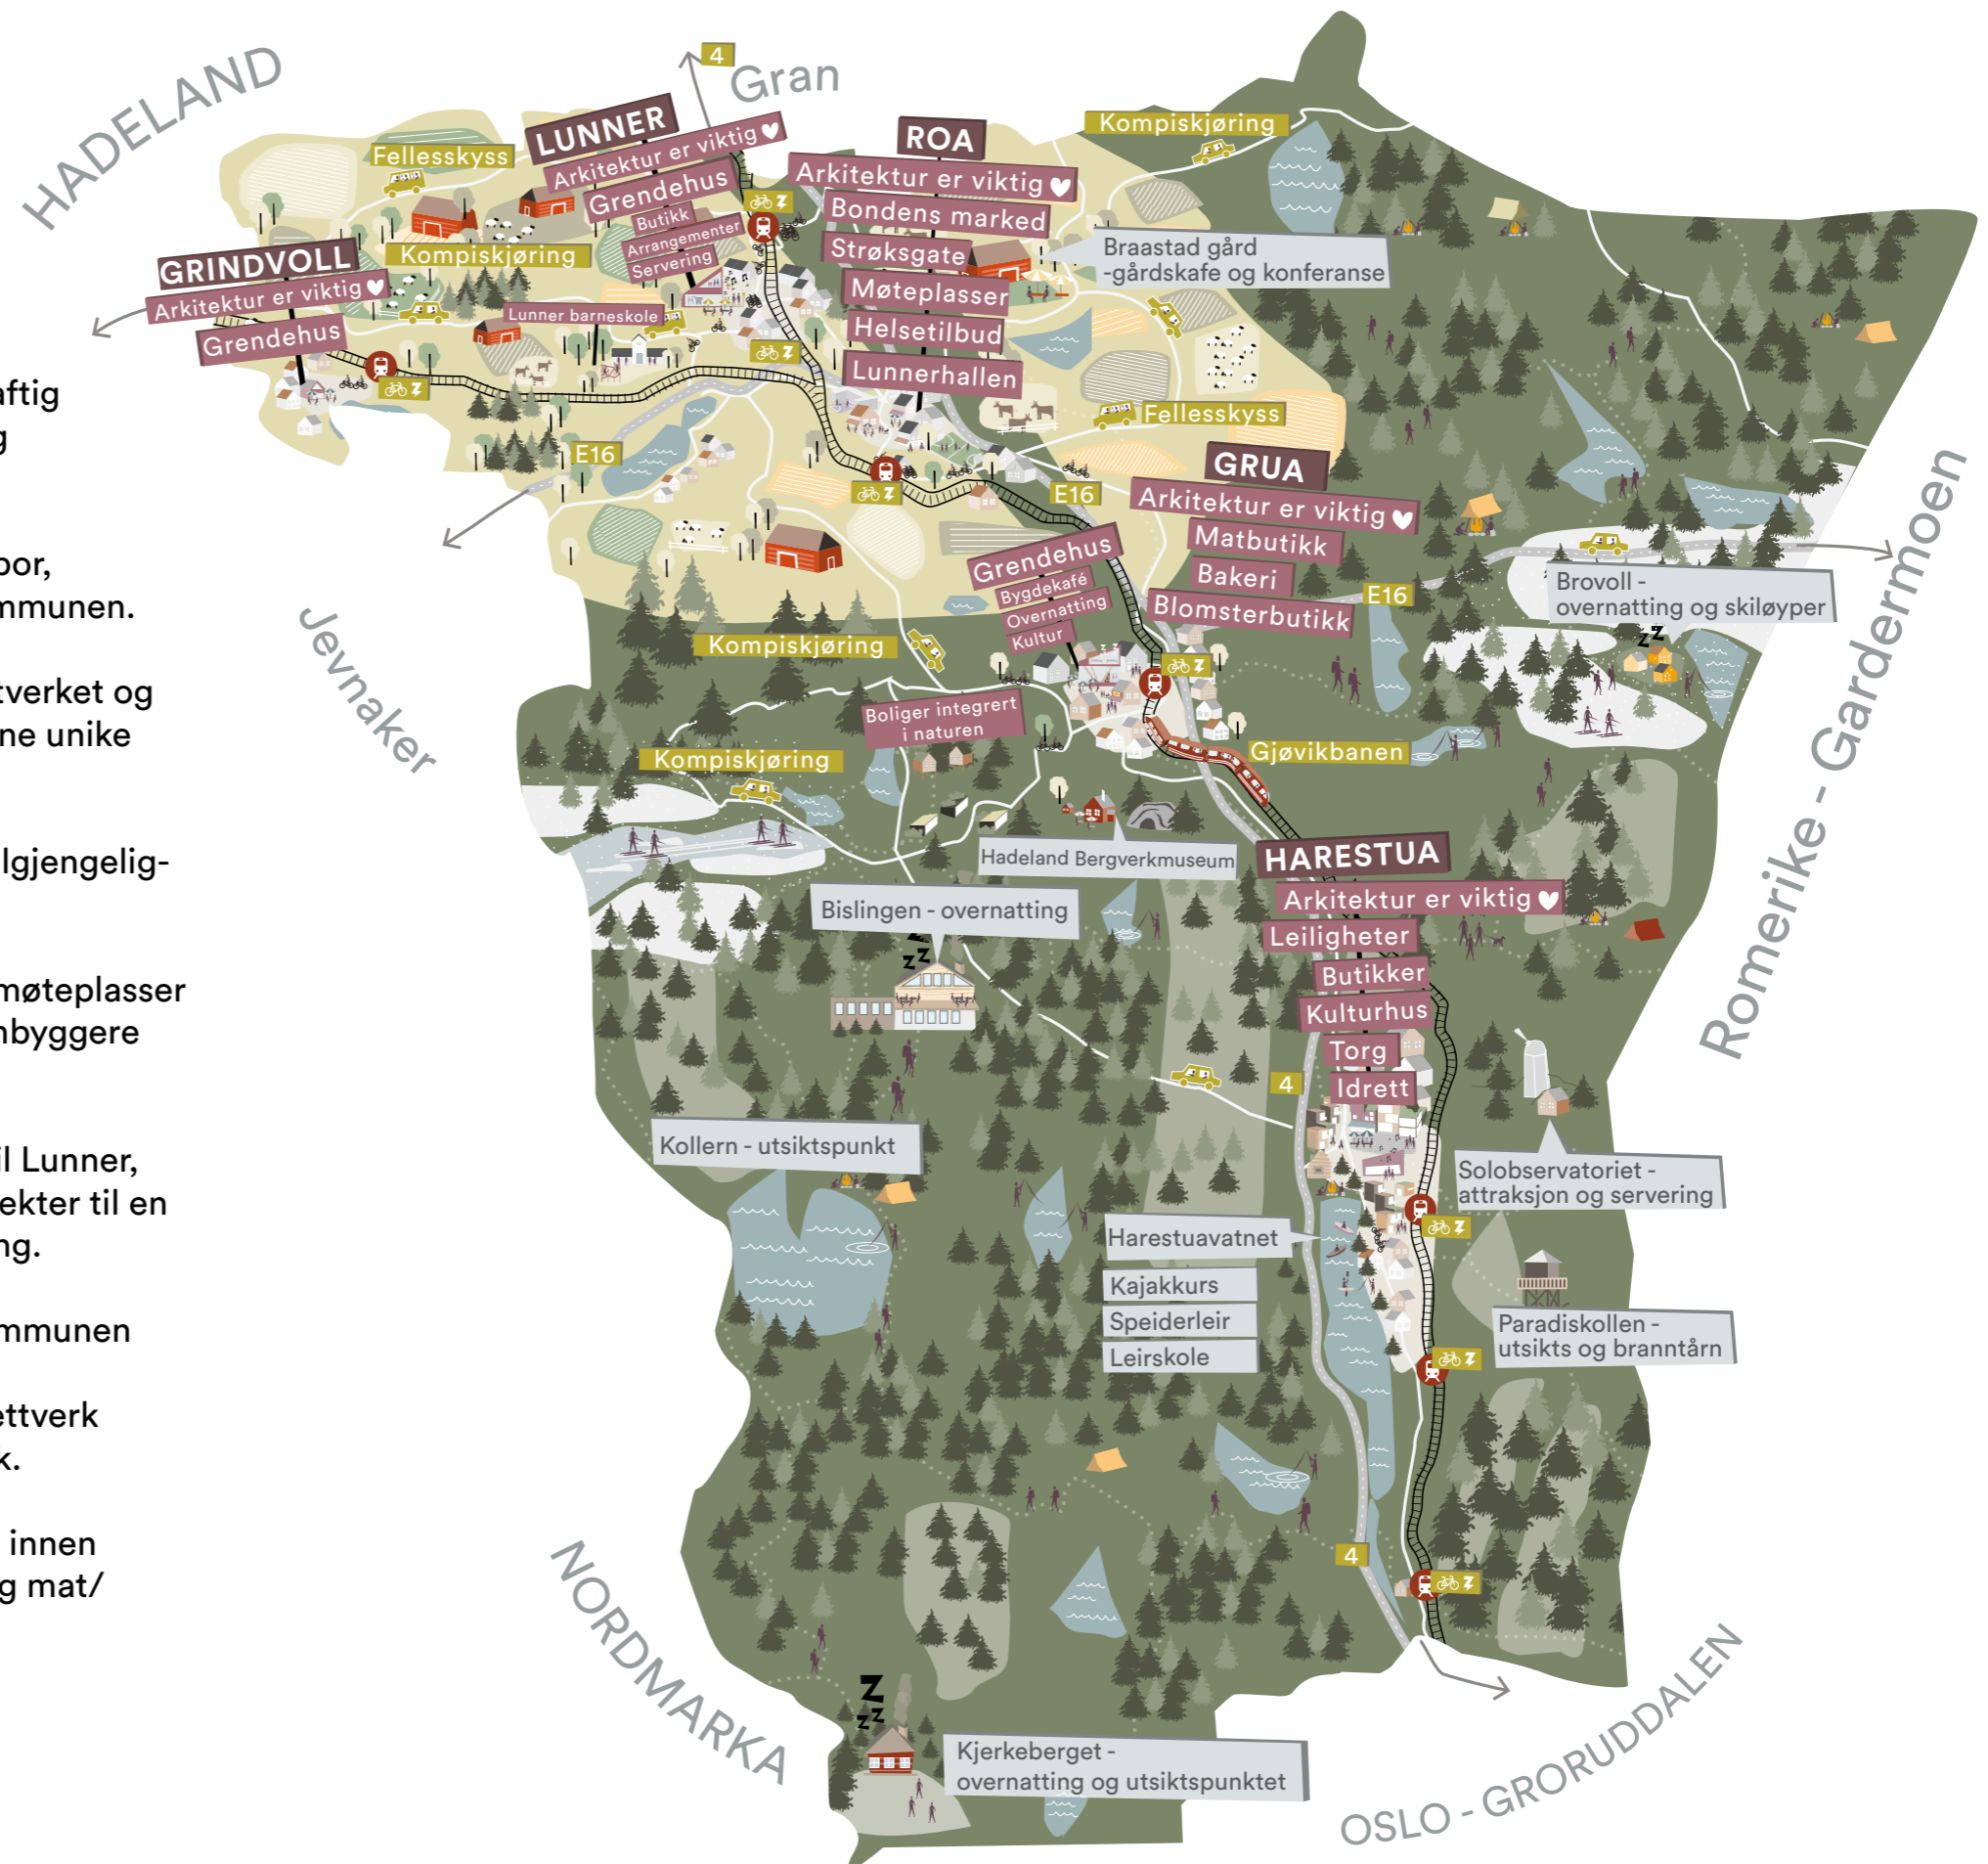 HADELAND
4
Gran
Fellesskyss
LUNNER
Arkitektur er viktig
Grendehus
Butikk
Arrangementer
Servering
ROA
Arkitektur er viktig
Bondens marked
Strøksgate
Møteplasser
Helsetilbud
Lunnerhallen
Kompiskjøring
Braastad gård
-gårdskafe og konferanse
Kompiskjøring
GRINDVOLL
Arkitektur er viktig
Grendehus
Lunner barneskole
Fellesskyss
E16
E16
GRUA
Arkitektur er viktig
Matbutikk
Bakeri
Blomsterbutikk
Grendehus
Bygdekafé
Overnatting
Kultur
E16
Brovoll -
overnatting og skiløyper
zz
Romerike - Gardermoen
Jevnaker
Kompiskjøring
Boliger integrert
i naturen
Kompiskjøring
Gjøvikbanen
Hadeland Bergverkmuseum
HARESTUA
Arkitektur er viktig
Leiligheter
Butikker
Kulturhus
Torg
Idrett
Bislingen - overnatting
z
zz
4
Kollern - utsiktspunkt
Solobservatoriet -
attraksjon og servering
Harestuavatnet
Kajakkurs
Speiderleir
Leirskole
Paradiskollen -
utsikts og branntårn
4
NORDMARKA
z
zz
Kjerkeberget -
overnatting og utsiktspunktet
OSLO - GRORUDDALEN
aftig
g
oor,
mmunen.
tverket og
ne unike
lgjengelig-
møteplasser
nbyggere
il Lunner,
ekter til en
ng.
mmunen
ettverk
k.
innen
g mat/